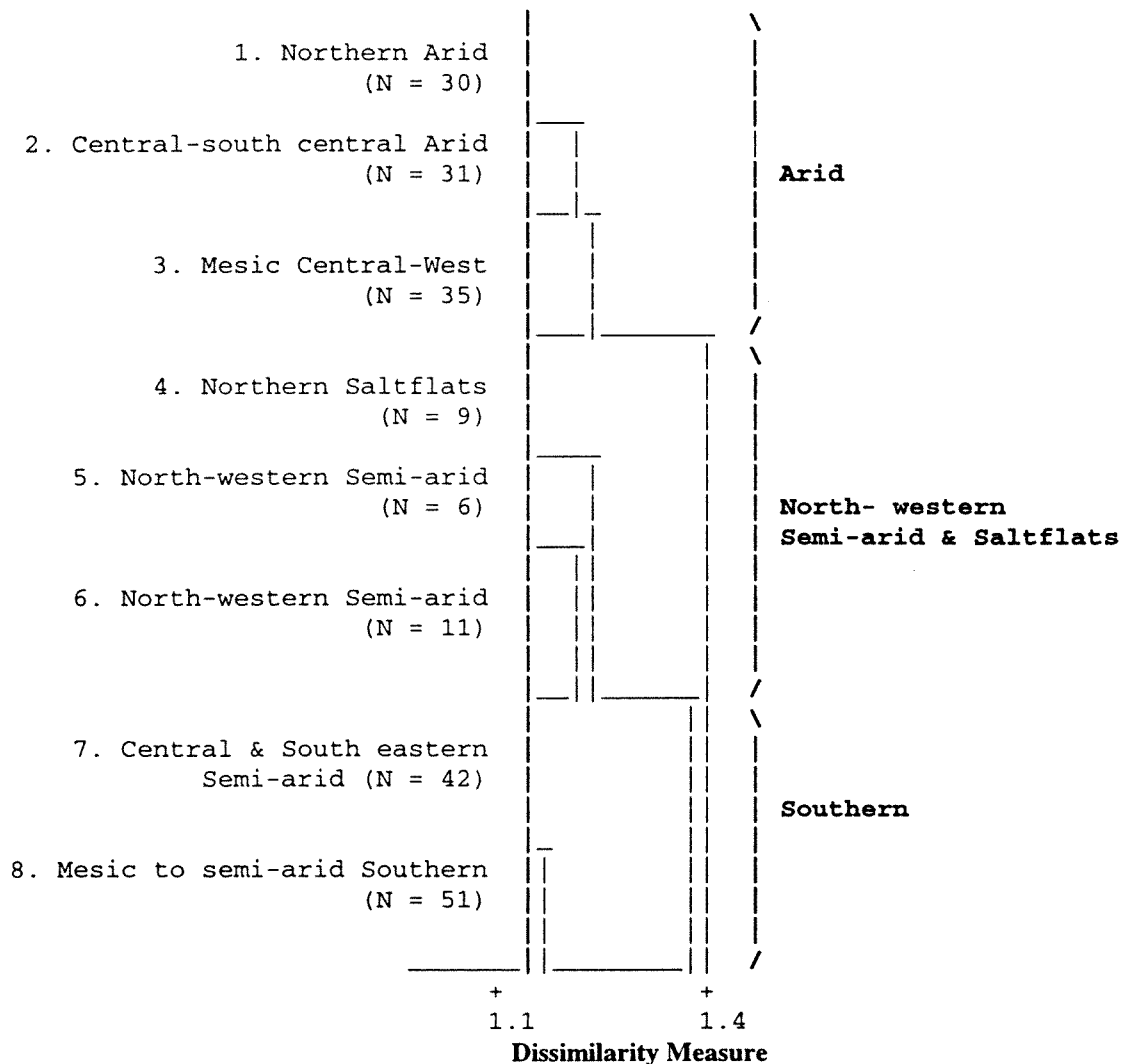 1. Northern Arid
(N = 30)
2. Central-south central Arid
(N = 31)
Arid
3. Mesic Central-West
(N = 35)
4. Northern Saltflats
(N = 9)
5. North-western Semi-arid
(N = 6)
North- western
Semi-arid & Saltflats
6. North-western Semi-arid
(N = 11)
7. Central & South eastern
Semi-arid (N = 42)
Southern
8. Mesic to semi-arid Southern
(N = 51)
+ +
1.1 1.4
Dissimilarity Measure